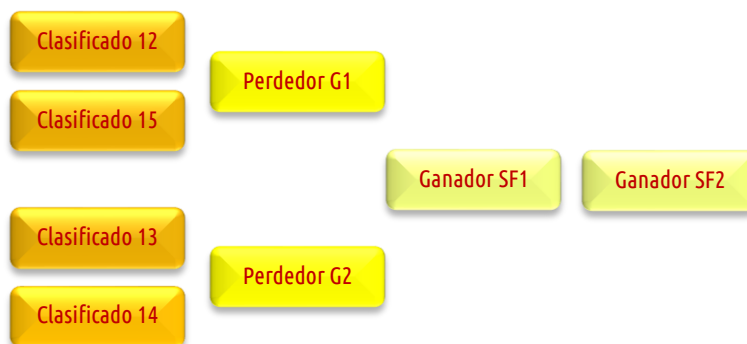 Clasificado 12
Clasificado 15
Perdedor G1
Clasificado 13
Clasificado 14
Perdedor G2
Ganador SF1
Ganador SF2